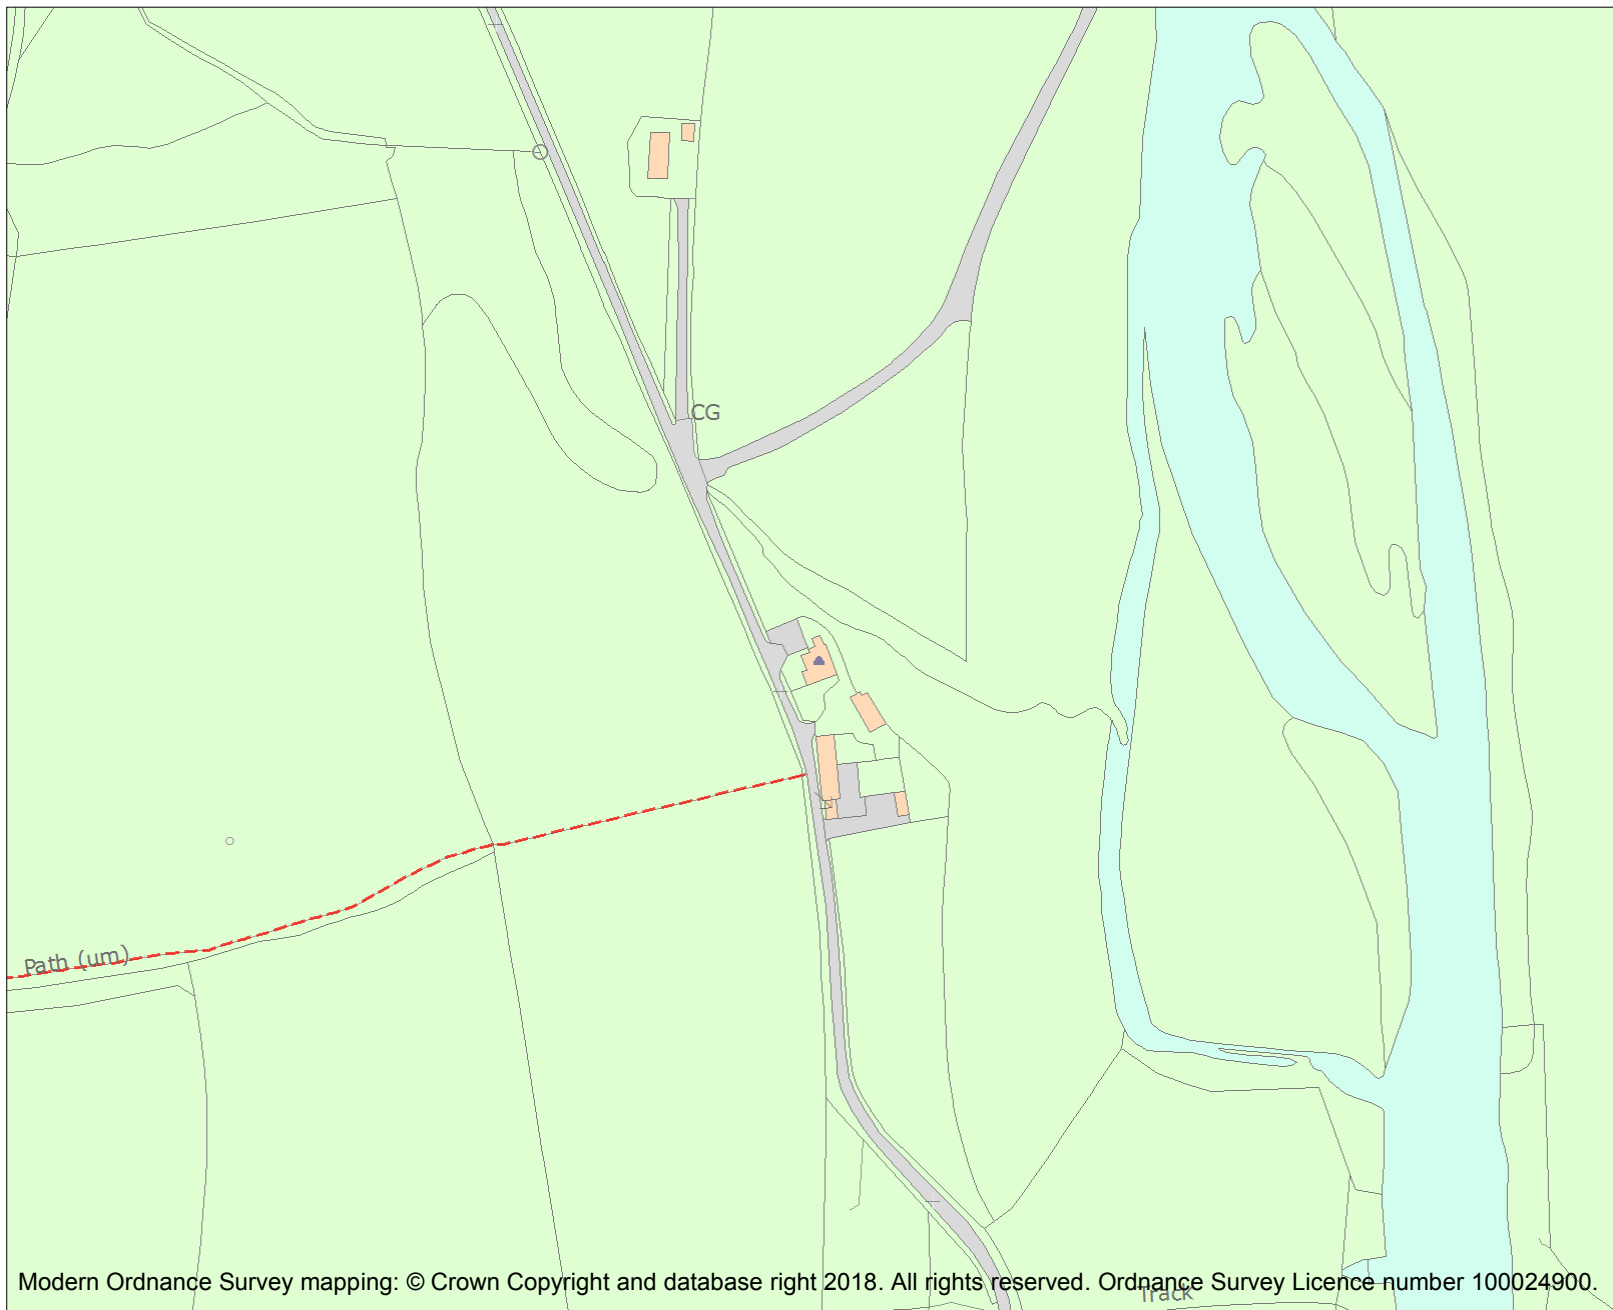 CG
Path (um)
Modern Ordnance Survey mapping: © Crown Copyright and database right 2018. All rights reserved. Ordnance Survey Licence number 100024900.
Track